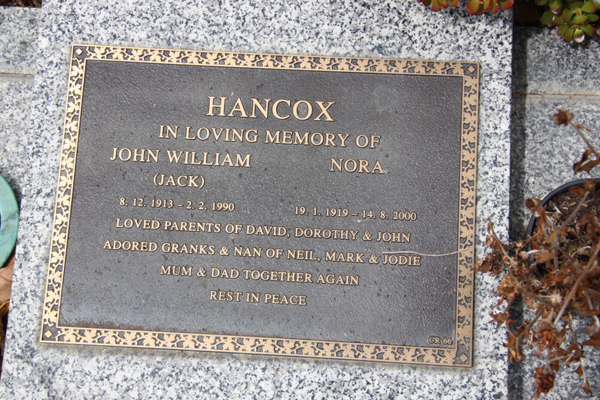 HANCOX
IN LOVING MEMORY OF
JOHN WILLIAM NORA
(JACK)
8. 12. 1913 – 2. 2. 1990 19. 1. 1919 – 14. 8. 2000
LOVED PARENTS OF DAVID, DOROTHY & JOHN
ADORED GRANKS & NAN OF NEIL, MARK & JODIE
MUM & DAD TOGETHER AGAIN
REST IN PEACE
CR 66